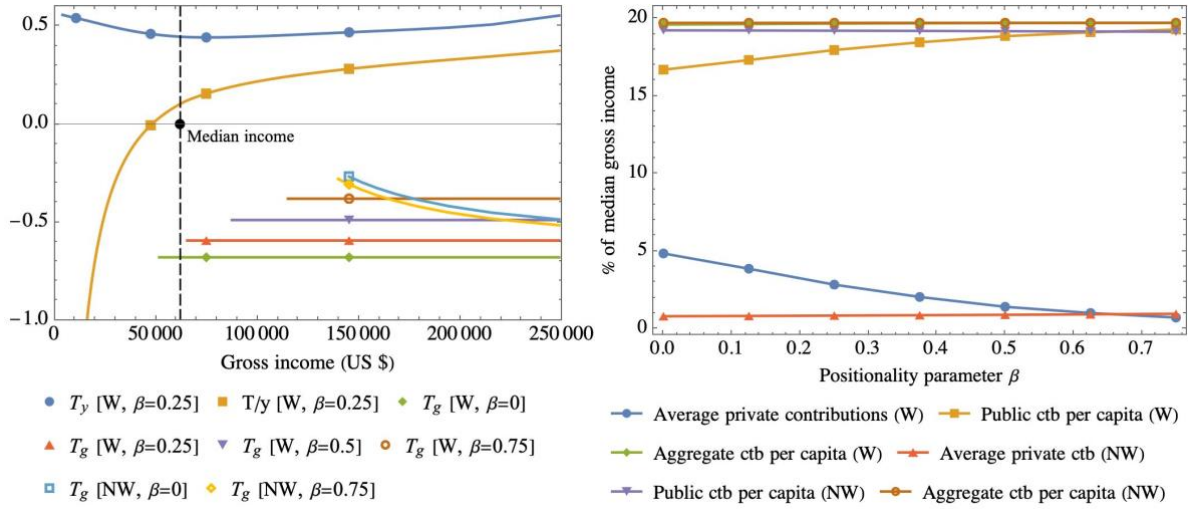 0.5
0.0
−0.5
−1.0
Median income
0
50 000
100 000
150 000
200 000
250 000
Gross income (US $)
T_y [W, β=0.25]
T/y [W, β=0.25]
T_g [W, β=0]
T_g [W, β=0.25]
T_g [W, β=0.5]
T_g [W, β=0.75]
T_g [NW, β=0]
T_g [NW, β=0.75]
% of median gross income
20
15
10
5
0
0.0
0.1
0.2
0.3
0.4
0.5
0.6
0.7
Positionality parameter β
Average private contributions (W)
Public ctb per capita (W)
Aggregate ctb per capita (W)
Average private ctb (NW)
Public ctb per capita (NW)
Aggregate ctb per capita (NW)